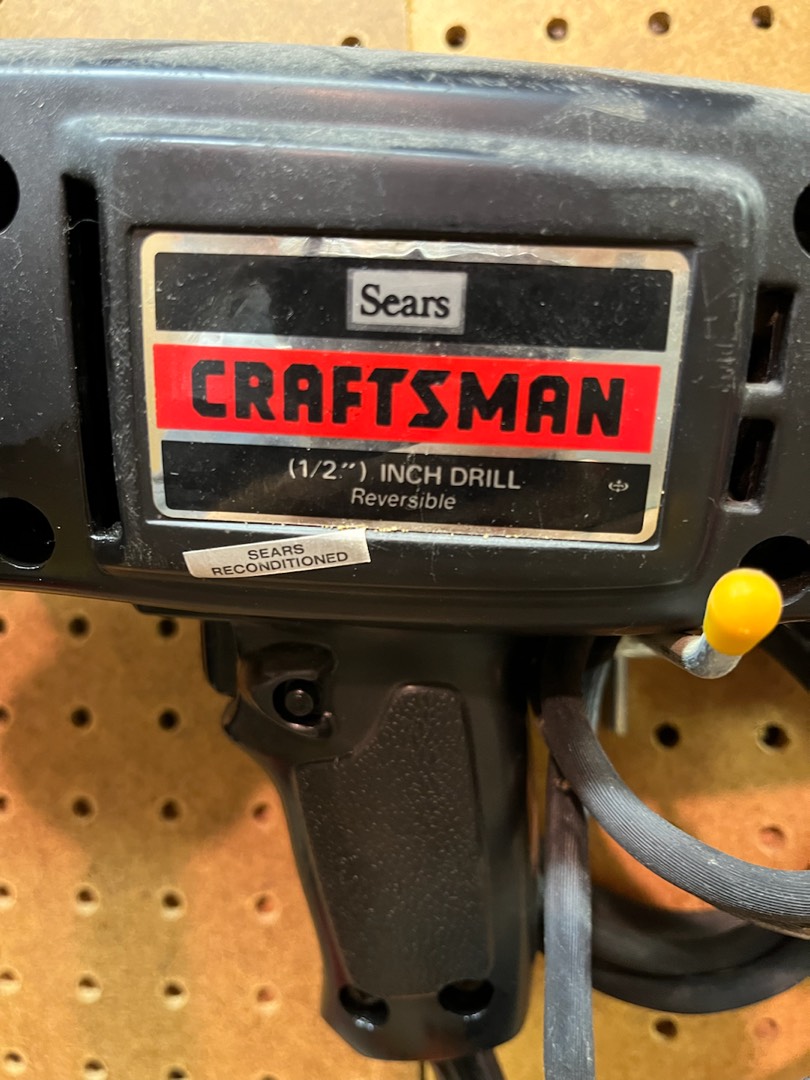 Sears
CRAFTSMAN
(1/2") INCH DRILL
Reversible
SEARS
RECONDITIONED